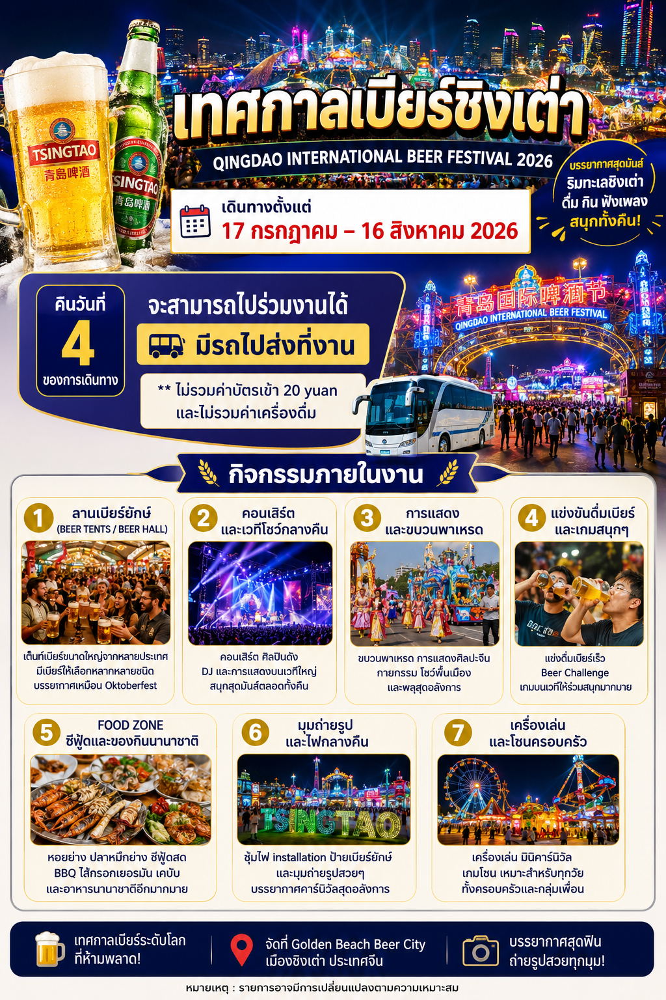 เทศกาลเบียร์ชิงเต่า
QINGDAO INTERNATIONAL BEER FESTIVAL 2026
TSINGTAO
青岛啤酒
TSINGTAO
青岛啤酒
บรรยากาศสุดมันส์
ริมทะเลชิงเต่า
ดื่ม กิน ฟังเพลง
สนุกทั้งคืน!
เดินทางตั้งแต่
17 กรกฎาคม – 16 สิงหาคม 2026
คืนวันที่
4
ของการเดินทาง
จะสามารถไปร่วมงานได้
มีรถไปส่งที่งาน
** ไม่รวมค่าบัตรเข้า 20 yuan
และไม่รวมค่าเครื่องดื่ม
青岛国际啤酒节
QINGDAO INTERNATIONAL BEER FESTIVAL
กิจกรรมภายในงาน
1 ลานเบียร์ยักษ์
(BEER TENTS / BEER HALL)
เต็นท์เบียร์ขนาดใหญ่จากหลายประเทศ
มีเบียร์ให้เลือกหลากหลายชนิด
บรรยากาศเหมือน Oktoberfest
2 คอนเสิร์ต
และเวทีโชว์กลางคืน
คอนเสิร์ต ศิลปินดัง
DJ และการแสดงบนเวทีใหญ่
สนุกสุดมันส์ตลอดทั้งคืน
3 การแสดง
และขบวนพาเหรด
ขบวนพาเหรด การแสดงศิลปะจีน
กายกรรม โชว์พื้นเมือง
และพลุสุดอลังการ
4 แข่งขันดื่มเบียร์
และเกมสนุกๆ
แข่งดื่มเบียร์เร็ว
Beer Challenge
เกมบนเวทีให้ร่วมสนุกมากมาย
5 FOOD ZONE
ซีฟู้ดและของกินนานาชาติ
หอยย่าง ปลาหมึกย่าง ซีฟู้ดสด
BBQ ไส้กรอกเยอรมัน เคบับ
และอาหารนานาชาติอีกมากมาย
6 มุมถ่ายรูป
และไฟกลางคืน
TSINGTAO
ซุ้มไฟ installation ป้ายเบียร์ยักษ์
และมุมถ่ายรูปสวยๆ
บรรยากาศคาร์นิวัลสุดอลังการ
7 เครื่องเล่น
และโซนครอบครัว
เครื่องเล่น มินิคาร์นิวัล
เกมโซน เหมาะสำหรับทุกวัย
ทั้งครอบครัวและกลุ่มเพื่อน
เทศกาลเบียร์ระดับโลก
ที่ห้ามพลาด!
จัดที่ Golden Beach Beer City
เมืองชิงเต่า ประเทศจีน
บรรยากาศสุดฟิน
ถ่ายรูปสวยทุกมุม!
หมายเหตุ : รายการอาจมีการเปลี่ยนแปลงตามความเหมาะสม